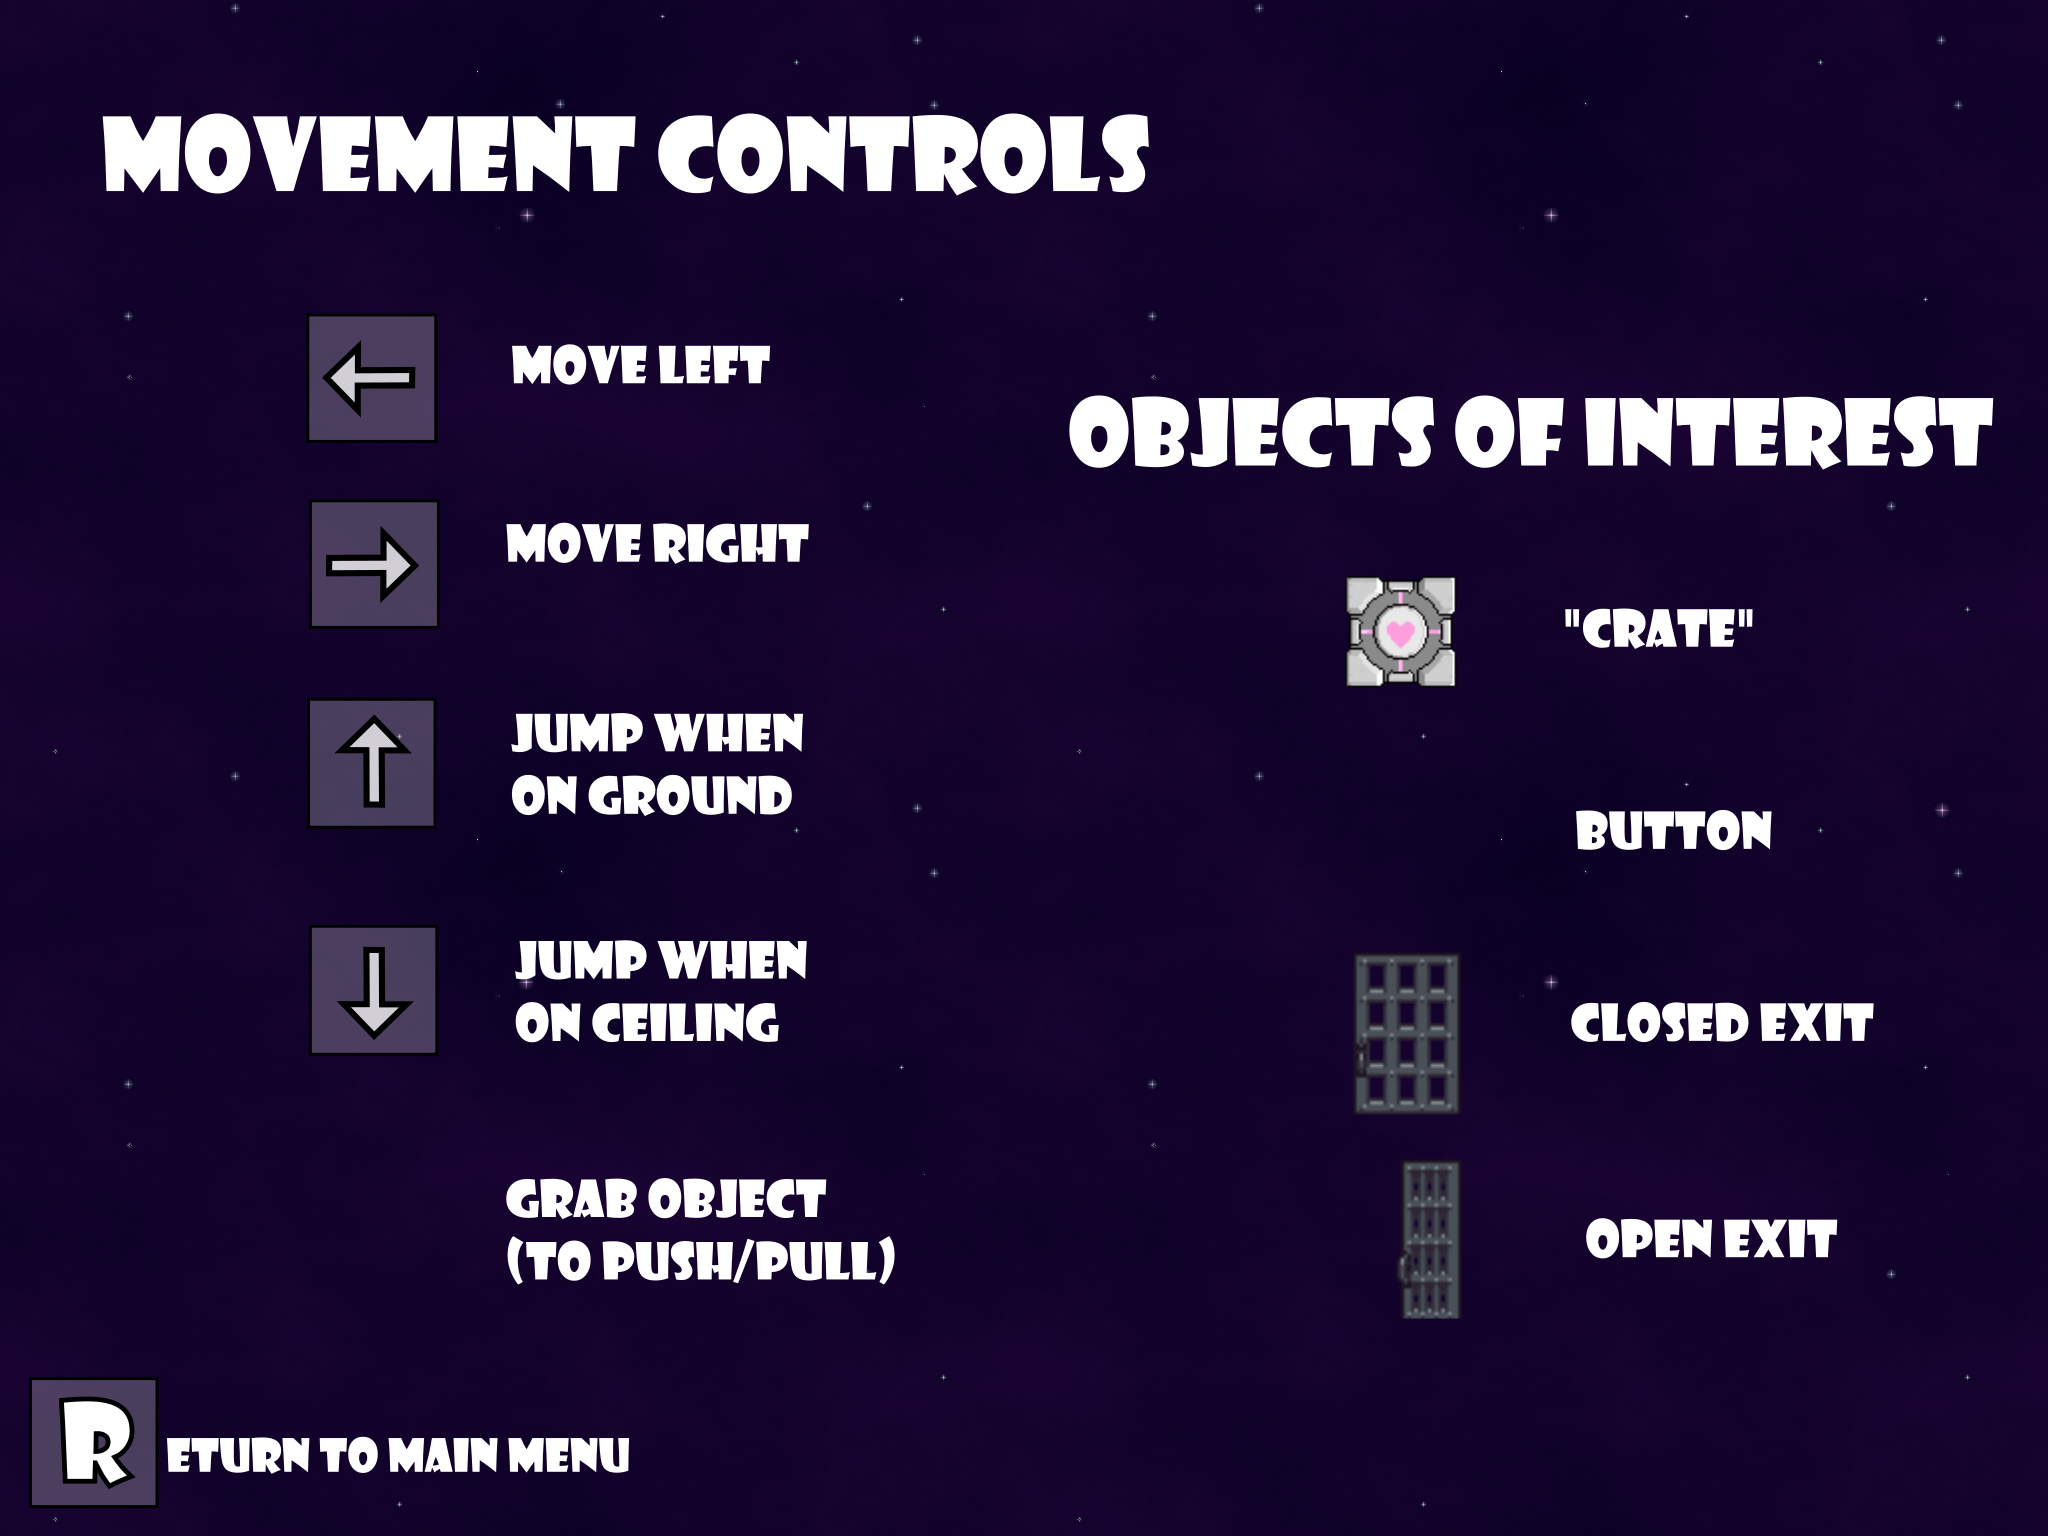 MOVEMENT CONTROLS
MOVE LEFT
MOVE RIGHT
JUMP WHEN
ON GROUND
JUMP WHEN
ON CEILING
GRAB OBJECT
(TO PUSH/PULL)
OBJECTS OF INTEREST
"CRATE"
BUTTON
CLOSED EXIT
OPEN EXIT
RETURN TO MAIN MENU